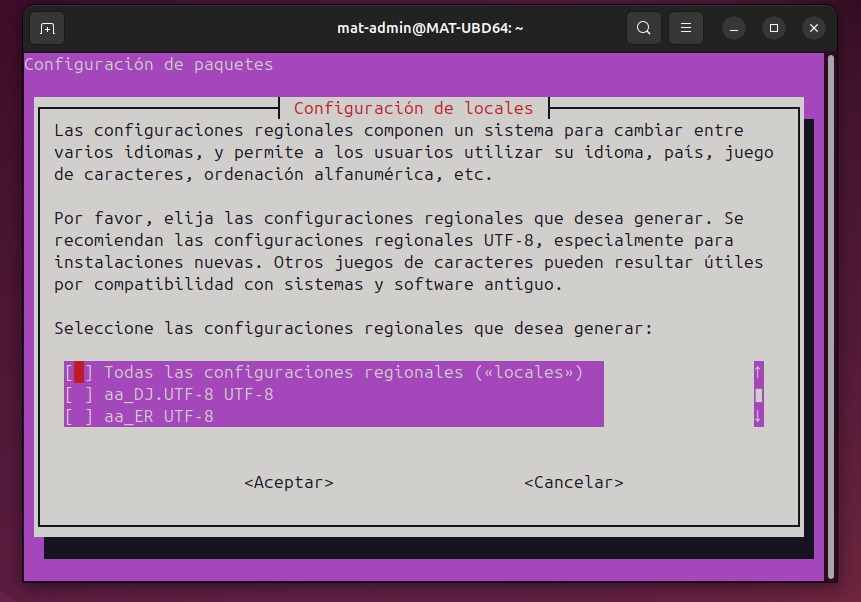 mat-admin@MAT-UBD64: ~
Configuración de paquetes
Configuración de locales
Las configuraciones regionales componen un sistema para cambiar entre
varios idiomas, y permite a los usuarios utilizar su idioma, país, juego
de caracteres, ordenación alfanumérica, etc.
Por favor, elija las configuraciones regionales que desea generar. Se
recomiendan las configuraciones regionales UTF-8, especialmente para
instalaciones nuevas. Otros juegos de caracteres pueden resultar útiles
por compatibilidad con sistemas y software antiguo.
Seleccione las configuraciones regionales que desea generar:
[ ] Todas las configuraciones regionales («locales») ↑
[ ] aa_DJ.UTF-8 UTF-8
[ ] aa_ER UTF-8 ↓
<Aceptar> <Cancelar>